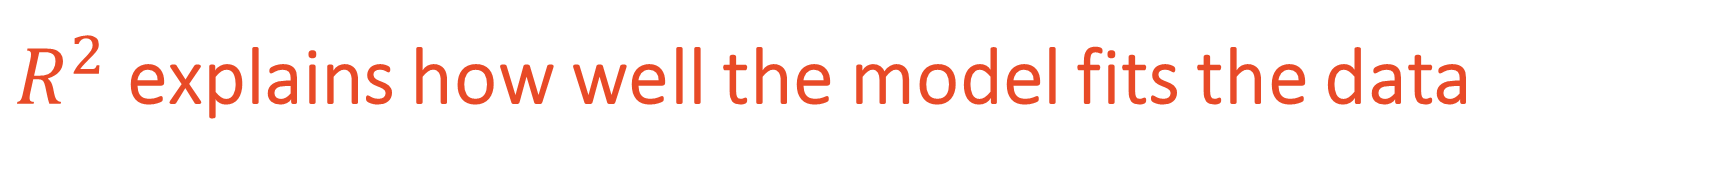 R² explains how well the model fits the data